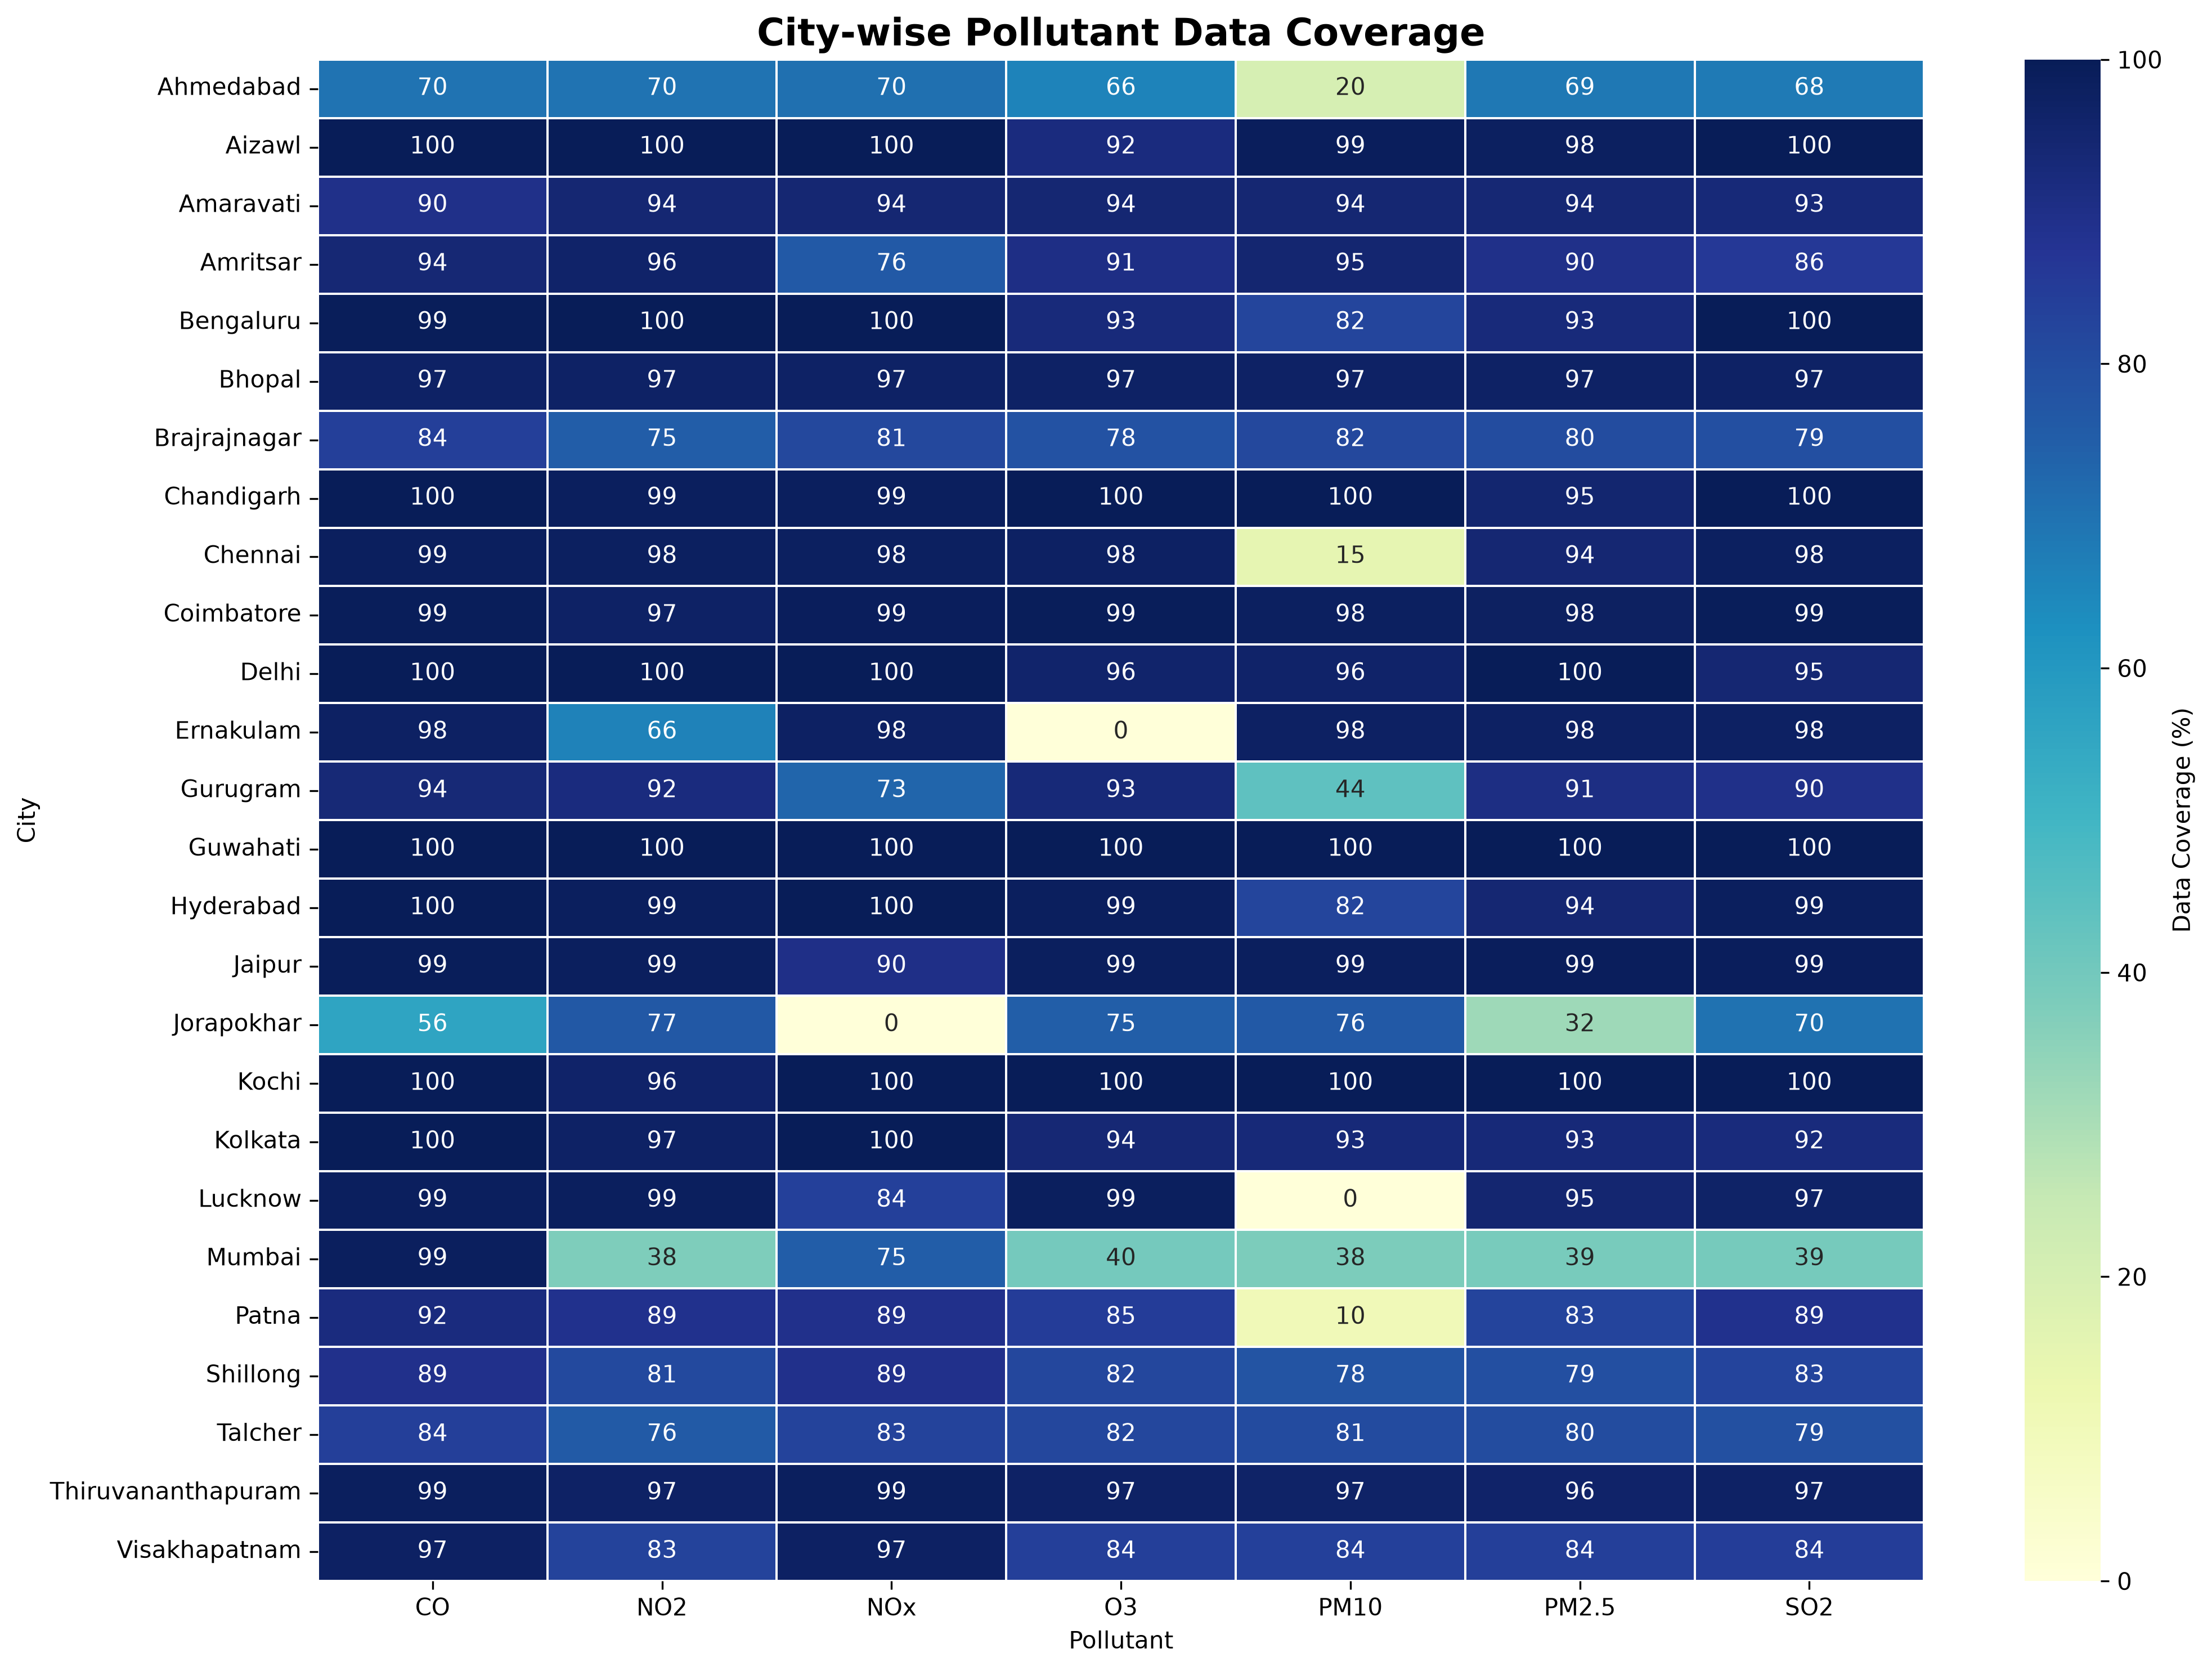 City-wise Pollutant Data Coverage
Ahmedabad 70 70 70 66 20 69 68
Aizawl 100 100 100 92 99 98 100
Amaravati 90 94 94 94 94 94 93
Amritsar 94 96 76 91 95 90 86
Bengaluru 99 100 100 93 82 93 100
Bhopal 97 97 97 97 97 97 97
Brajrajnagar 84 75 81 78 82 80 79
Chandigarh 100 99 99 100 100 95 100
Chennai 99 98 98 98 15 94 98
Coimbatore 99 97 99 99 98 98 99
Delhi 100 100 100 96 96 100 95
Ernakulam 98 66 98 0 98 98 98
Gurugram 94 92 73 93 44 91 90
Guwahati 100 100 100 100 100 100 100
Hyderabad 100 99 100 99 82 94 99
Jaipur 99 99 90 99 99 99 99
Jorapokhar 56 77 0 75 76 32 70
Kochi 100 96 100 100 100 100 100
Kolkata 100 97 100 94 93 93 92
Lucknow 99 99 84 99 0 95 97
Mumbai 99 38 75 40 38 39 39
Patna 92 89 89 85 10 83 89
Shillong 89 81 89 82 78 79 83
Talcher 84 76 83 82 81 80 79
Thiruvananthapuram 99 97 99 97 97 96 97
Visakhapatnam 97 83 97 84 84 84 84
CO NO2 NOx O3 PM10 PM2.5 SO2
Pollutant
City
100
80
60
40
20
0
Data Coverage (%)